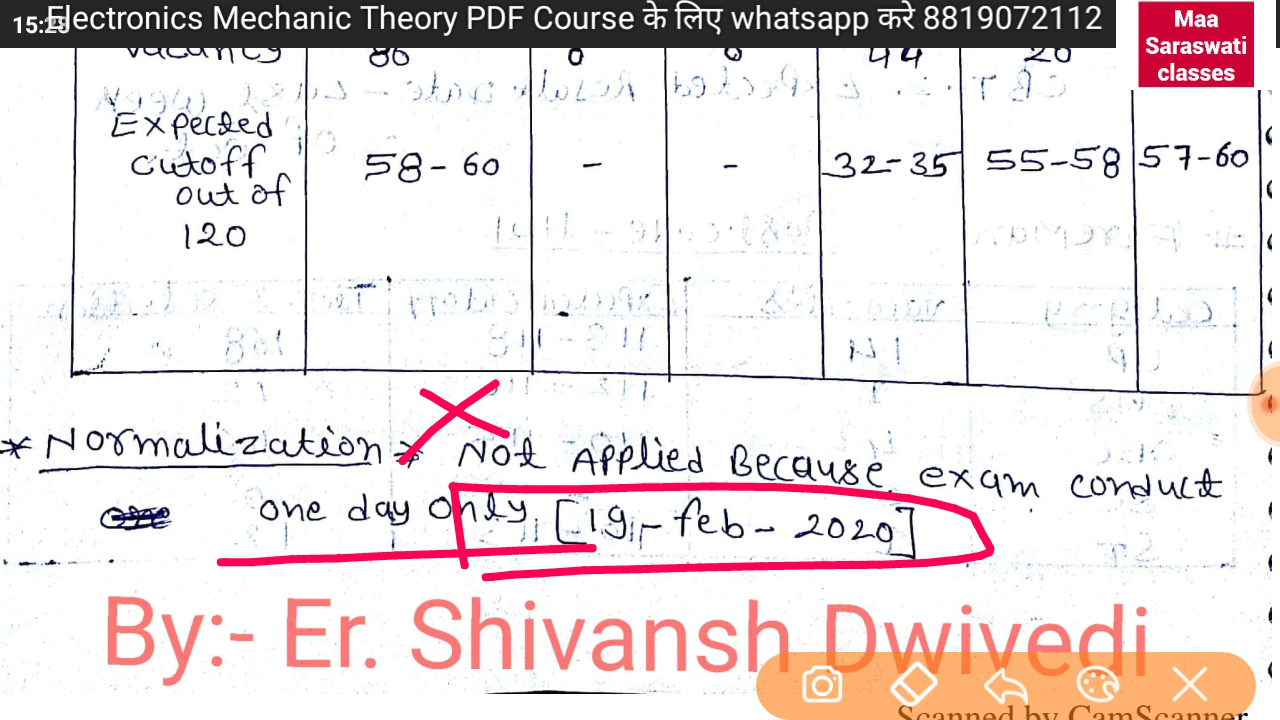 15:25
Electronics Mechanic Theory PDF Course के लिए whatsapp करे 8819072112
Maa
Saraswati
classes
Vacancy 80 0 0 44 20
Expected
cutoff
out of
120
58-60 - - 32-35 55-58 57-60
* Normalization → Not Applied Because exam conduct
one day only [19-feb-2020]
By:- Er. Shivansh Dwivedi
Scanned by CamScanner